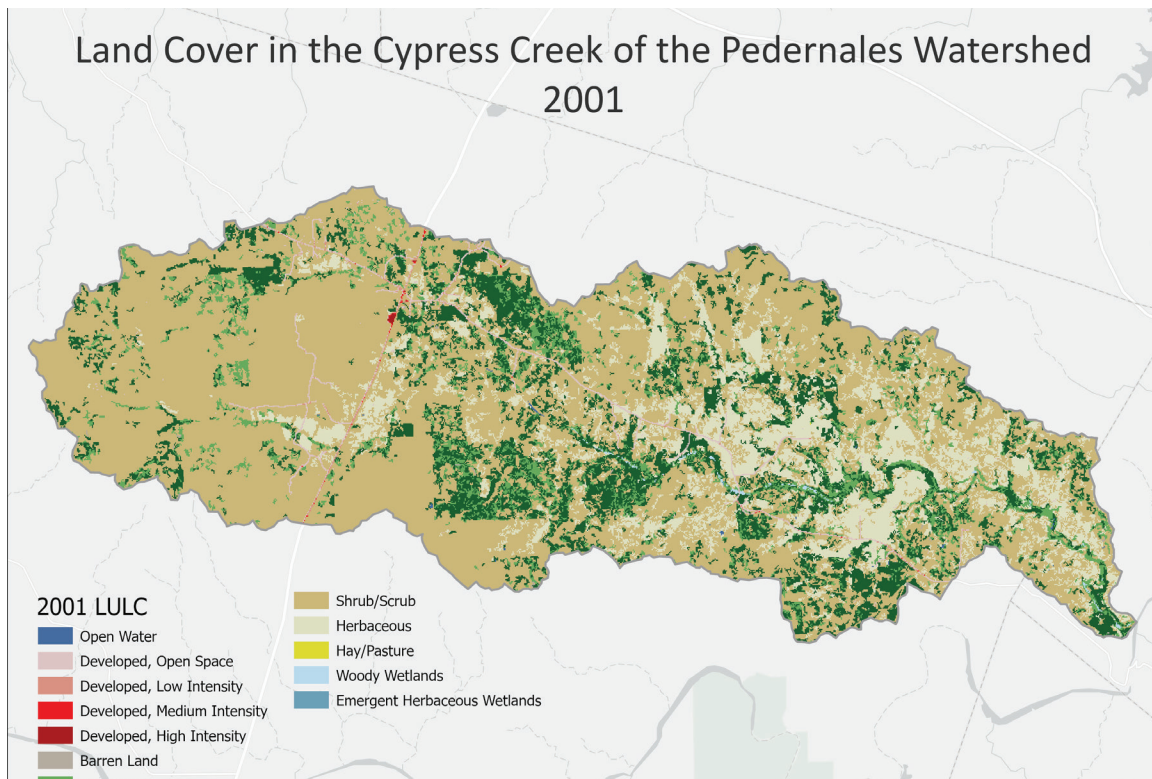 Land Cover in the Cypress Creek of the Pedernales Watershed
2001
2001 LULC
Open Water
Developed, Open Space
Developed, Low Intensity
Developed, Medium Intensity
Developed, High Intensity
Barren Land
Shrub/Scrub
Herbaceous
Hay/Pasture
Woody Wetlands
Emergent Herbaceous Wetlands